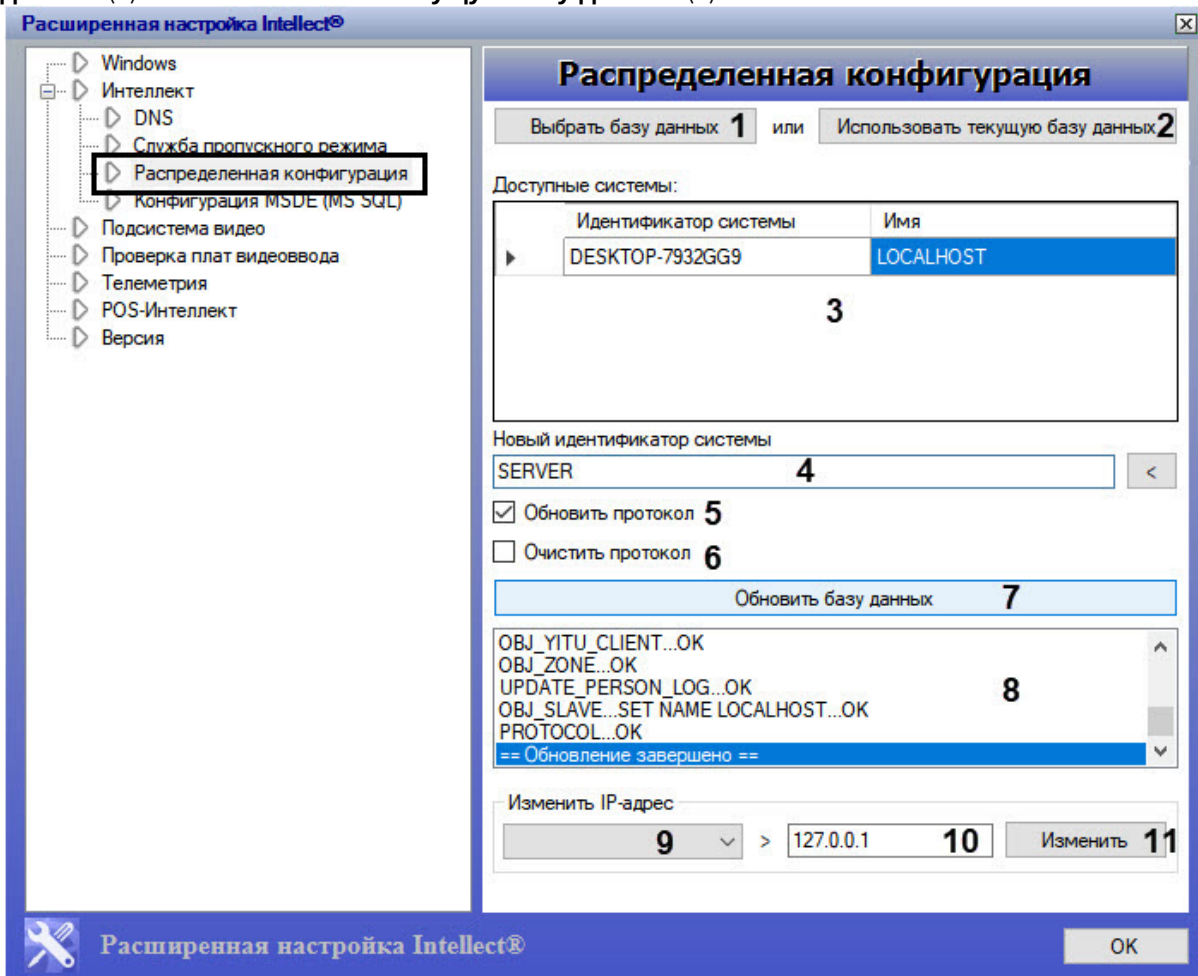 Расширенная настройка Intellect®
Windows
Интеллект
DNS
Служба пропускного режима
Распределенная конфигурация
Конфигурация MSDE (MS SQL)
Подсистема видео
Проверка плат видеоввода
Телеметрия
POS-Интеллект
Версия
Распределенная конфигурация
Выбрать базу данных 1 или Использовать текущую базу данных 2
Доступные системы:
Идентификатор системы Имя
DESKTOP-7932GG9 LOCALHOST
3
Новый идентификатор системы
SERVER 4 <
Обновить протокол 5
Очистить протокол 6
Обновить базу данных 7
OBJ_YITU_CLIENT...OK
OBJ_ZONE...OK
UPDATE_PERSON_LOG...OK
8
OBJ_SLAVE...SET NAME LOCALHOST...OK
PROTOCOL...OK
== Обновление завершено ==
Изменить IP-адрес
9 > 127.0.0.1 10 Изменить 11
Расширенная настройка Intellect®
OK